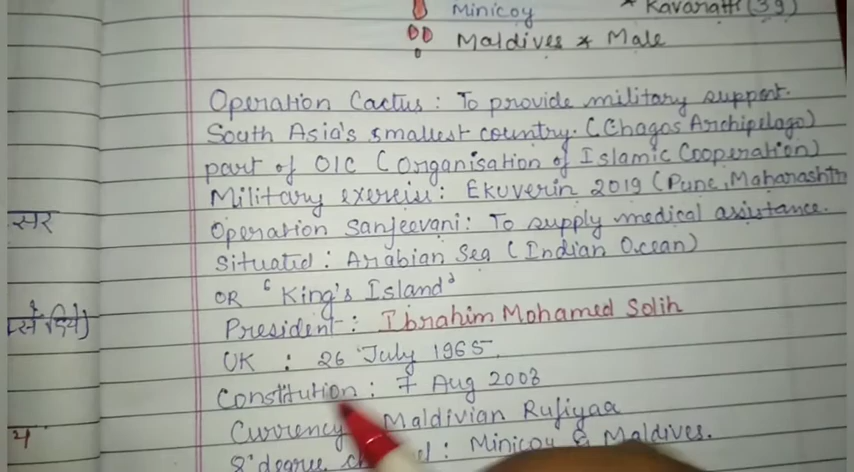 Minicoy * Kavaratti (39)
Maldives * Male
Operation Cactus : To provide military support.
South Asia's smallest country. (Chagos Archipelago)
part of OIC (Organisation of Islamic Cooperation)
Military exercise : Ekuverin 2019 (Pune, Maharashtr
सर
Operation Sanjeevani : To supply medical assistance.
Situated : Arabian Sea (Indian Ocean)
OR "King's Island"
से दिये)
President : Ibrahim Mohamed Solih
UK : 26 July 1965.
Constitution : 7 Aug 2008
Currency Maldivian Rufiyaa
8° degree : Minicoy & Maldives.